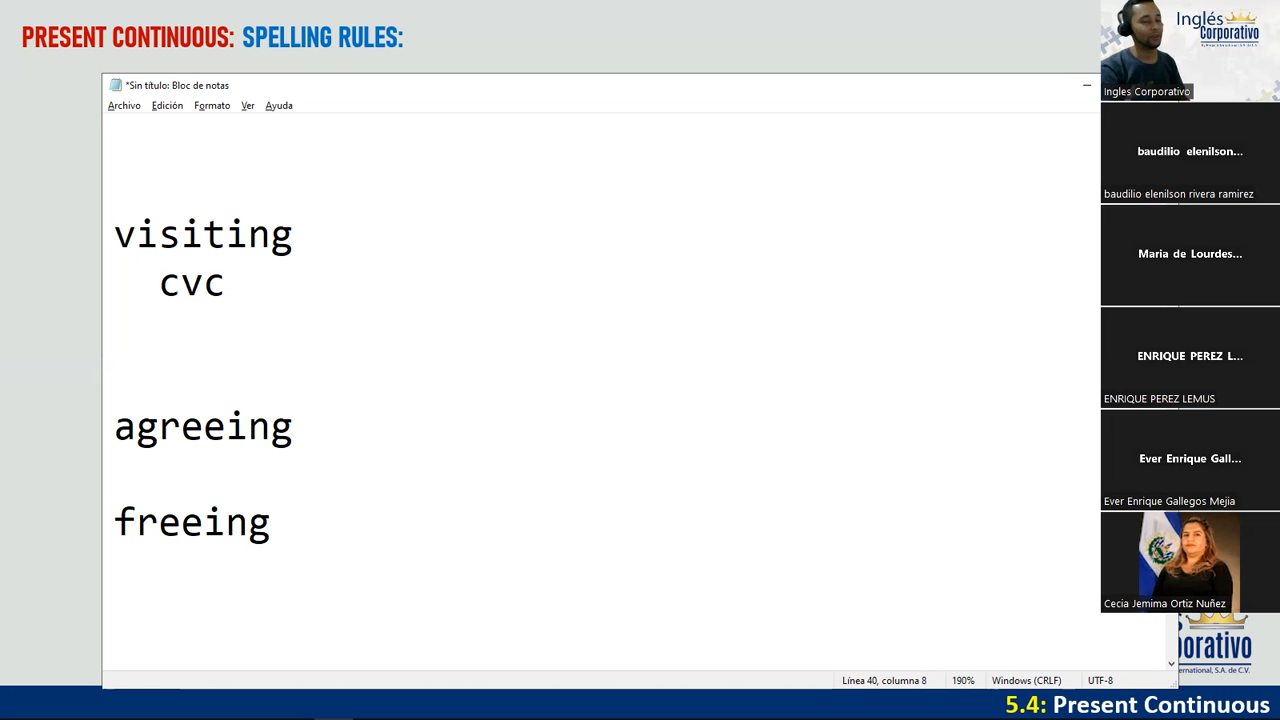 PRESENT CONTINUOUS: SPELLING RULES:
*Sin título: Bloc de notas
Archivo Edición Formato Ver Ayuda
visiting
cvc
agreeing
freeing
Línea 40, columna 8 190% Windows (CRLF) UTF-8
5.4: Present Continuous
Inglés
Corporativo
Ingles Corporativo
baudilio elenilson...
baudilio elenilson rivera ramirez
Maria de Lourdes...
ENRIQUE PEREZ L...
ENRIQUE PEREZ LEMUS
Ever Enrique Gall...
Ever Enrique Gallegos Mejia
Cecia Jemima Ortiz Nuñez
orporativo
ternational, S.A. de C.V.